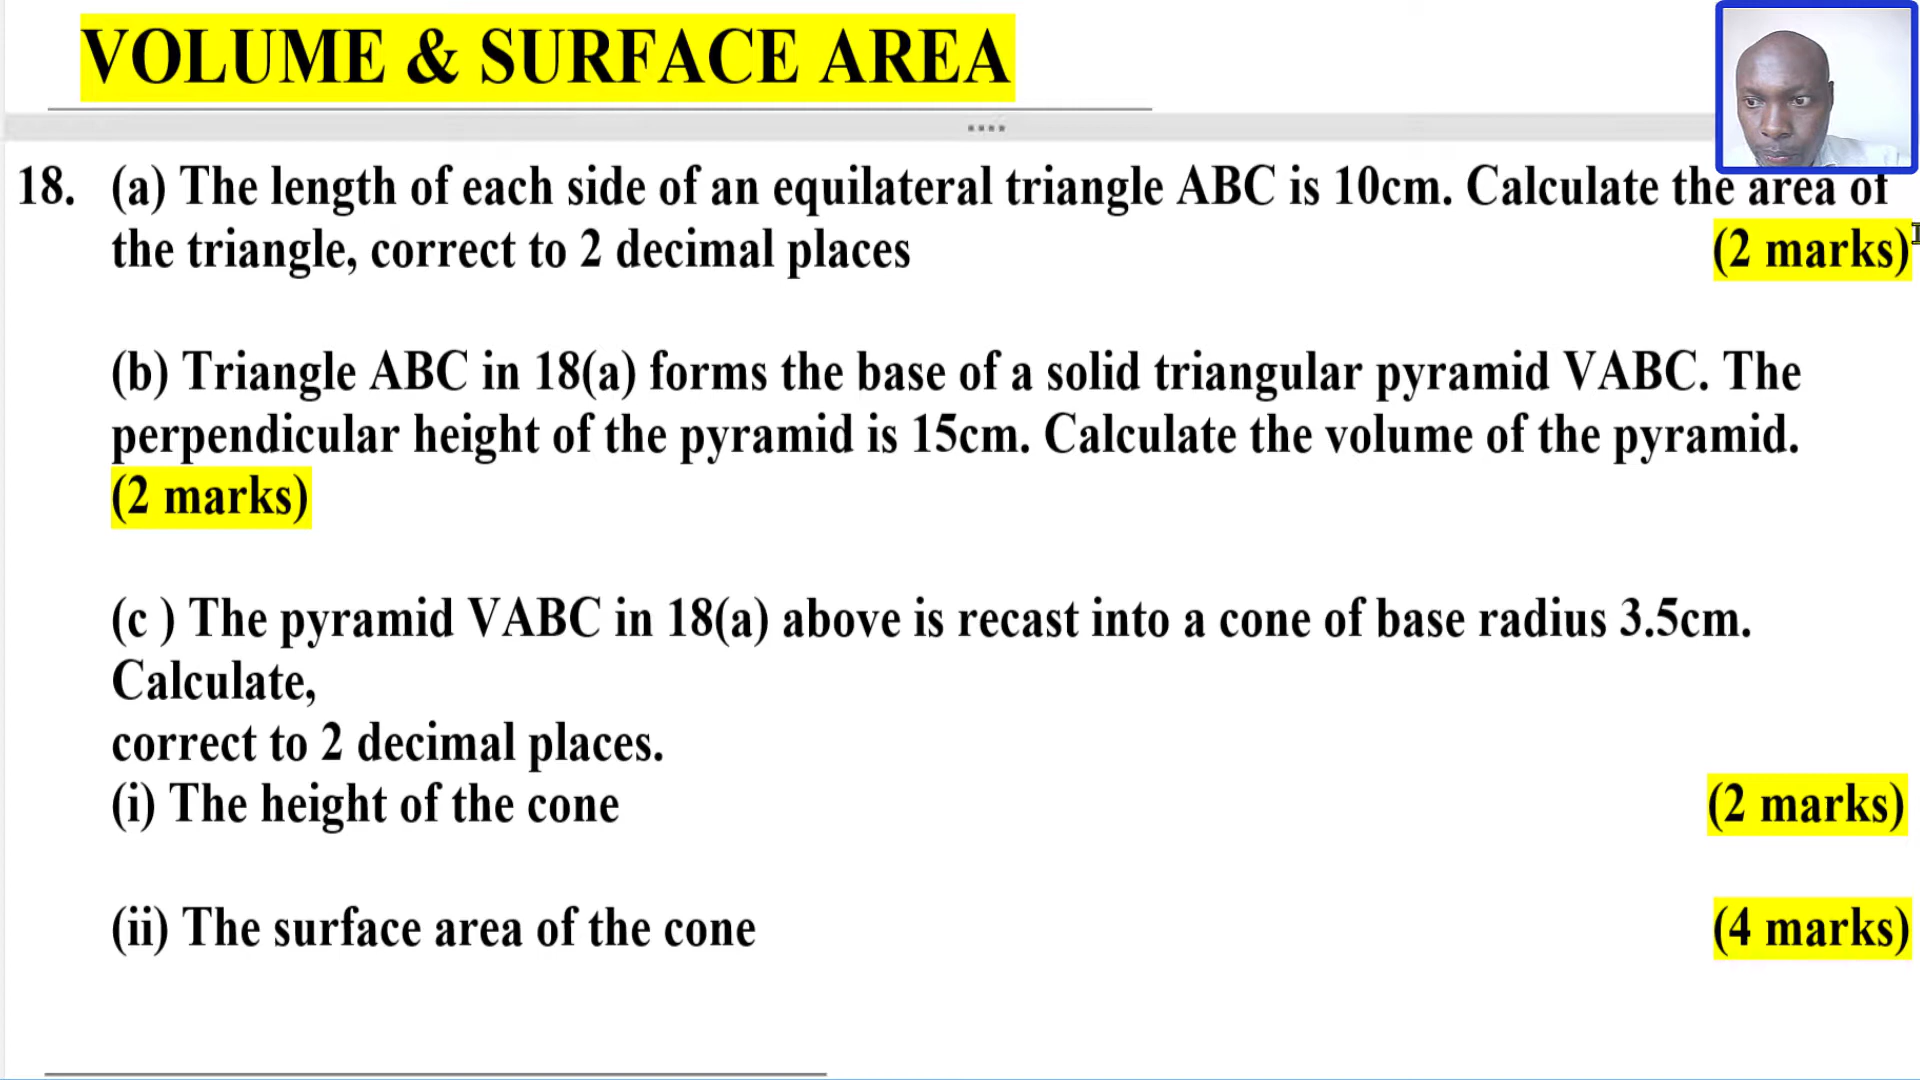 VOLUME & SURFACE AREA
18. (a) The length of each side of an equilateral triangle ABC is 10cm. Calculate the area of
the triangle, correct to 2 decimal places (2 marks)
(b) Triangle ABC in 18(a) forms the base of a solid triangular pyramid VABC. The
perpendicular height of the pyramid is 15cm. Calculate the volume of the pyramid.
(2 marks)
(c ) The pyramid VABC in 18(a) above is recast into a cone of base radius 3.5cm.
Calculate,
correct to 2 decimal places.
(i) The height of the cone (2 marks)
(ii) The surface area of the cone (4 marks)